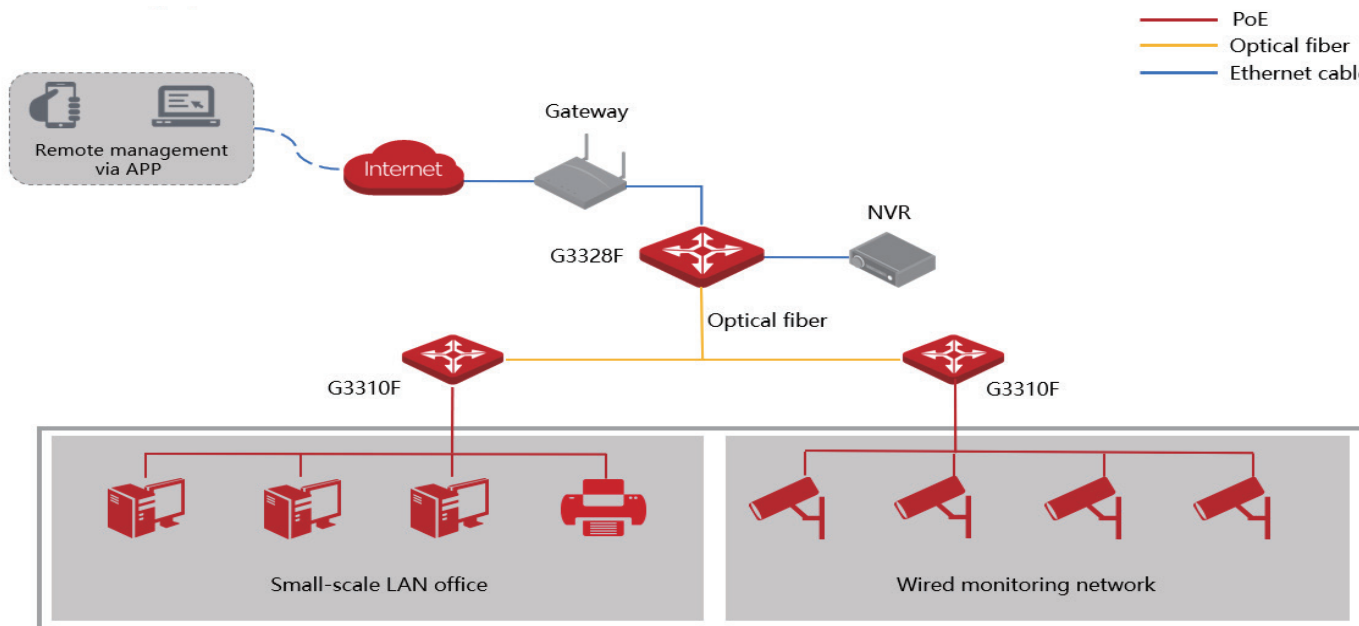 PoE
Optical fiber
Ethernet cable
Remote management
via APP
Internet
Gateway
NVR
G3328F
Optical fiber
G3310F
G3310F
Small-scale LAN office
Wired monitoring network